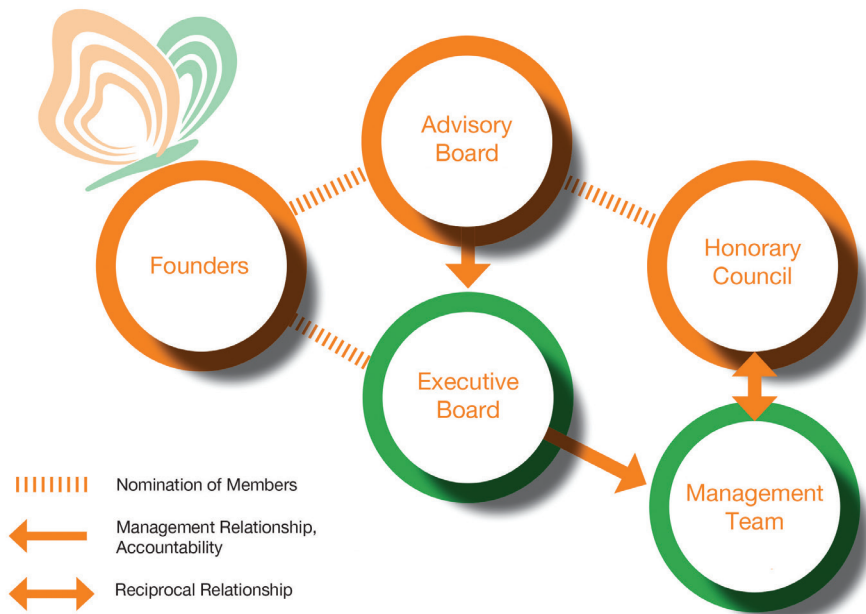 Advisory
Board
Founders
Honorary
Council
Executive
Board
Management
Team
Nomination of Members
Management Relationship,
Accountability
Reciprocal Relationship